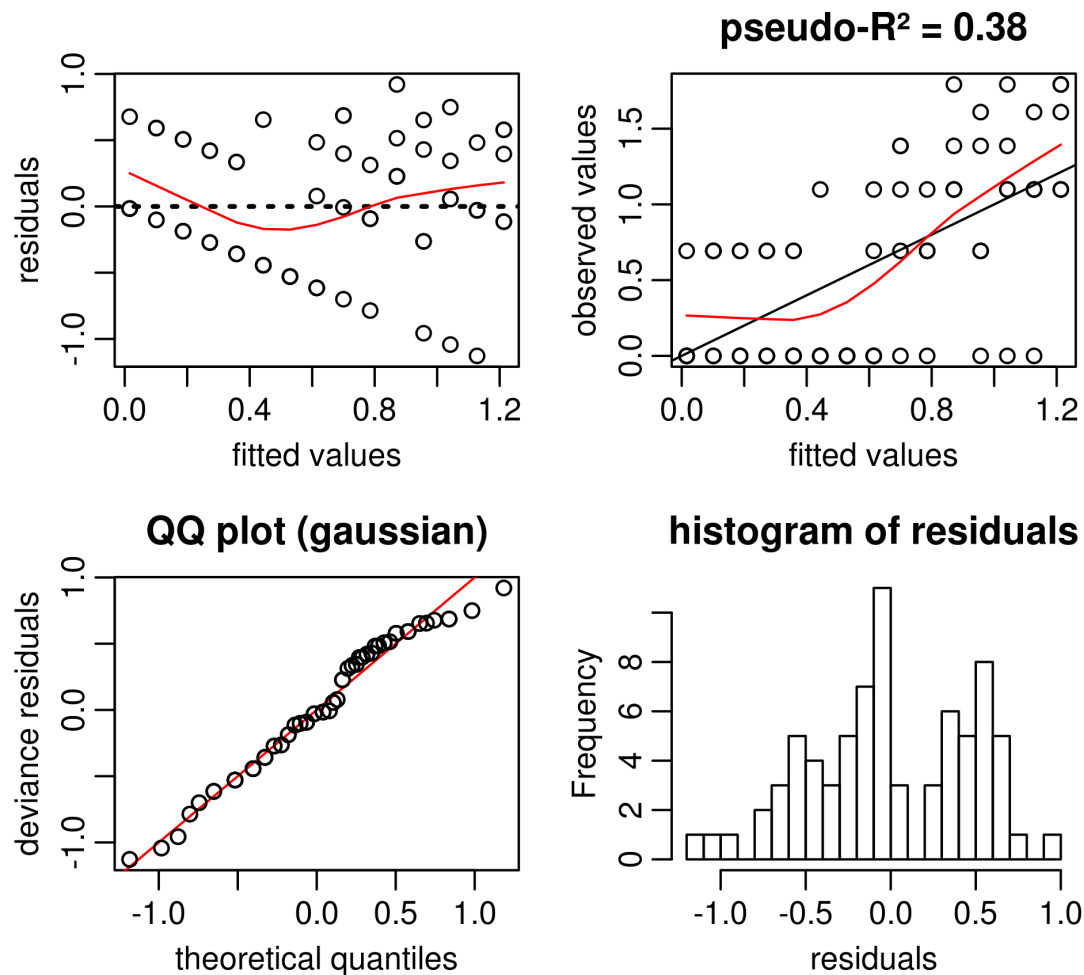 pseudo-R² = 0.38
residuals
-1.0 0.0 1.0
0.0 0.4 0.8 1.2
fitted values
observed values
0.0 0.5 1.0 1.5
0.0 0.4 0.8 1.2
fitted values
QQ plot (gaussian)
deviance residuals
-1.0 0.0 1.0
-1.0 0.0 0.5 1.0
theoretical quantiles
histogram of residuals
Frequency
0 2 4 6 8
-1.0 -0.5 0.0 0.5 1.0
residuals